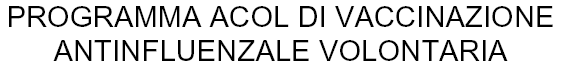 PROGRAMMA ACOL DI VACCINAZIONE
ANTINFLUENZALE VOLONTARIA